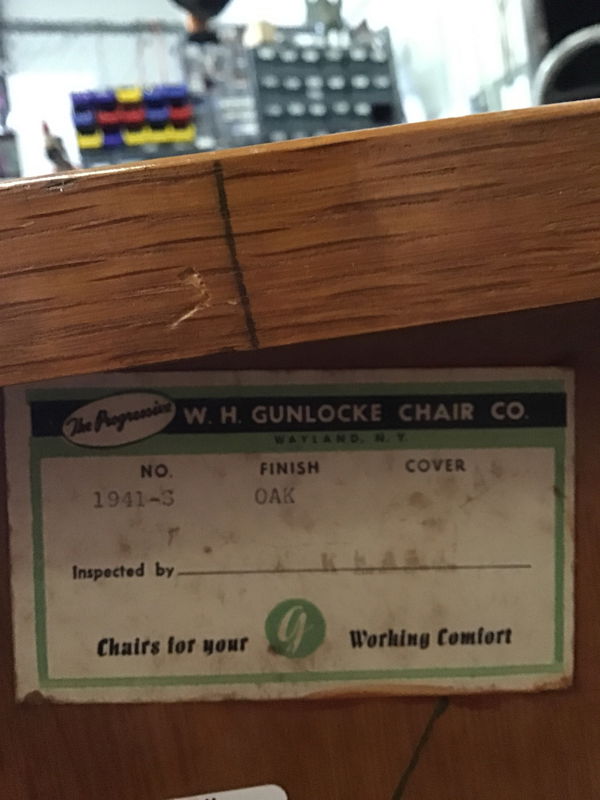 The Progressive W. H. GUNLOCKE CHAIR CO.
WAYLAND, N. Y.
NO. FINISH COVER
1941-S OAK
Inspected by
Chairs for your g Working Comfort